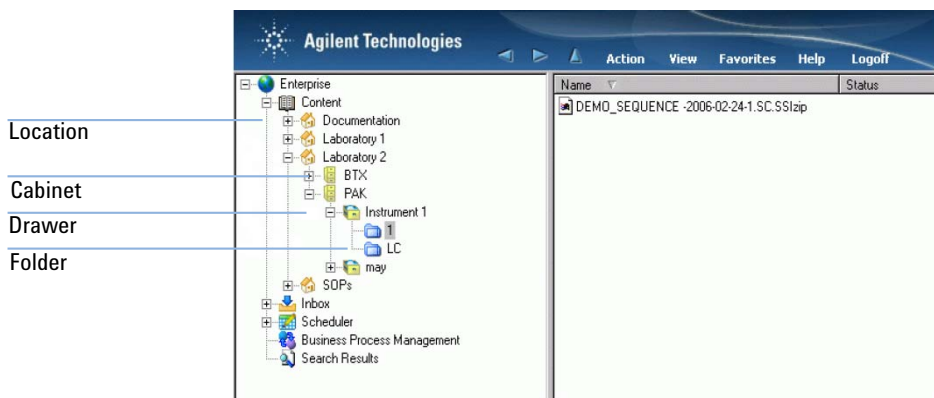 Agilent Technologies
Action View Favorites Help Logoff
Enterprise
Content
Documentation
Laboratory 1
Laboratory 2
BTX
PAK
Instrument 1
1
LC
may
SOPs
Inbox
Scheduler
Business Process Management
Search Results
Name Status
DEMO_SEQUENCE -2006-02-24-1.SC.SSIzip
Location
Cabinet
Drawer
Folder